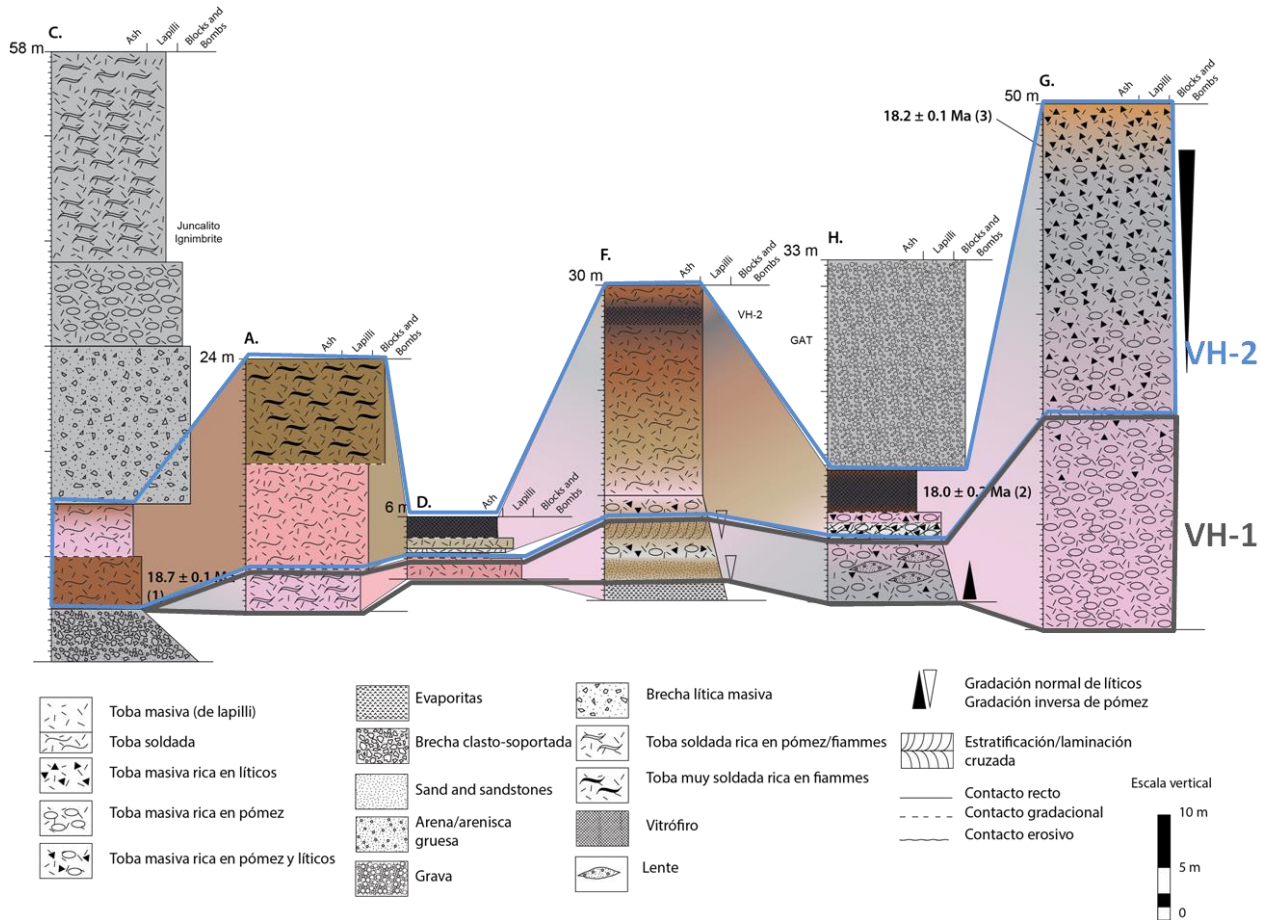 C.
58 m
Ash
Lapilli
Blocks and
Bombs
Juncalito
Ignimbrite
18.7 ± 0.1 M
(1)
A.
24 m
Ash
Lapilli
Blocks and
Bombs
D.
6 m
Ash
Lapilli
Blocks and
Bombs
F.
30 m
Ash
Lapilli
Blocks and
Bombs
VH-2
H.
33 m
Ash
Lapilli
Blocks and
Bombs
GAT
18.0 ± 0.2 Ma (2)
G.
50 m
Ash
Lapilli
Blocks and
Bombs
18.2 ± 0.1 Ma (3)
VH-2
VH-1
Toba masiva (de lapilli)
Toba soldada
Toba masiva rica en líticos
Toba masiva rica en pómez
Toba masiva rica en pómez y líticos
Evaporitas
Brecha clasto-soportada
Sand and sandstones
Arena/arenisca
gruesa
Grava
Brecha lítica masiva
Toba soldada rica en pómez/fiammes
Toba muy soldada rica en fiammes
Vitrófiro
Lente
Gradación normal de líticos
Gradación inversa de pómez
Estratificación/laminación
cruzada
Contacto recto
Contacto gradacional
Contacto erosivo
Escala vertical
10 m
5 m
0